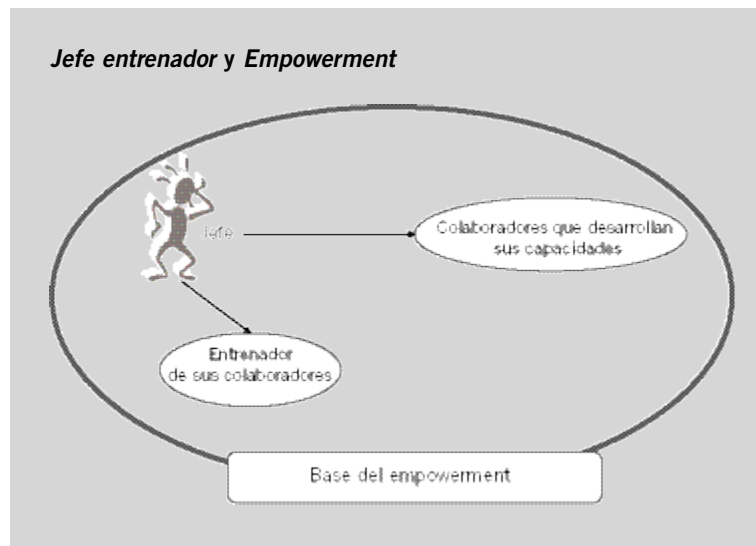 Jefe entrenador y Empowerment
Jefe
Colaboradores que desarrollan
sus capacidades
Entrenador
de sus colaboradores
Base del empowerment